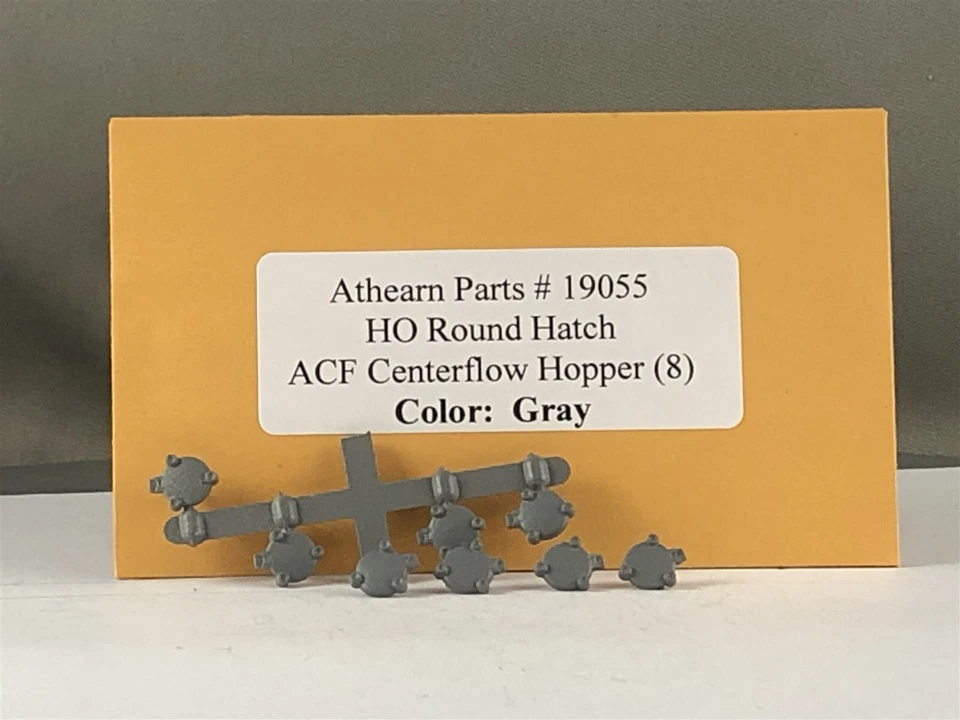 Athearn Parts # 19055
HO Round Hatch
ACF Centerflow Hopper (8)
Color: Gray